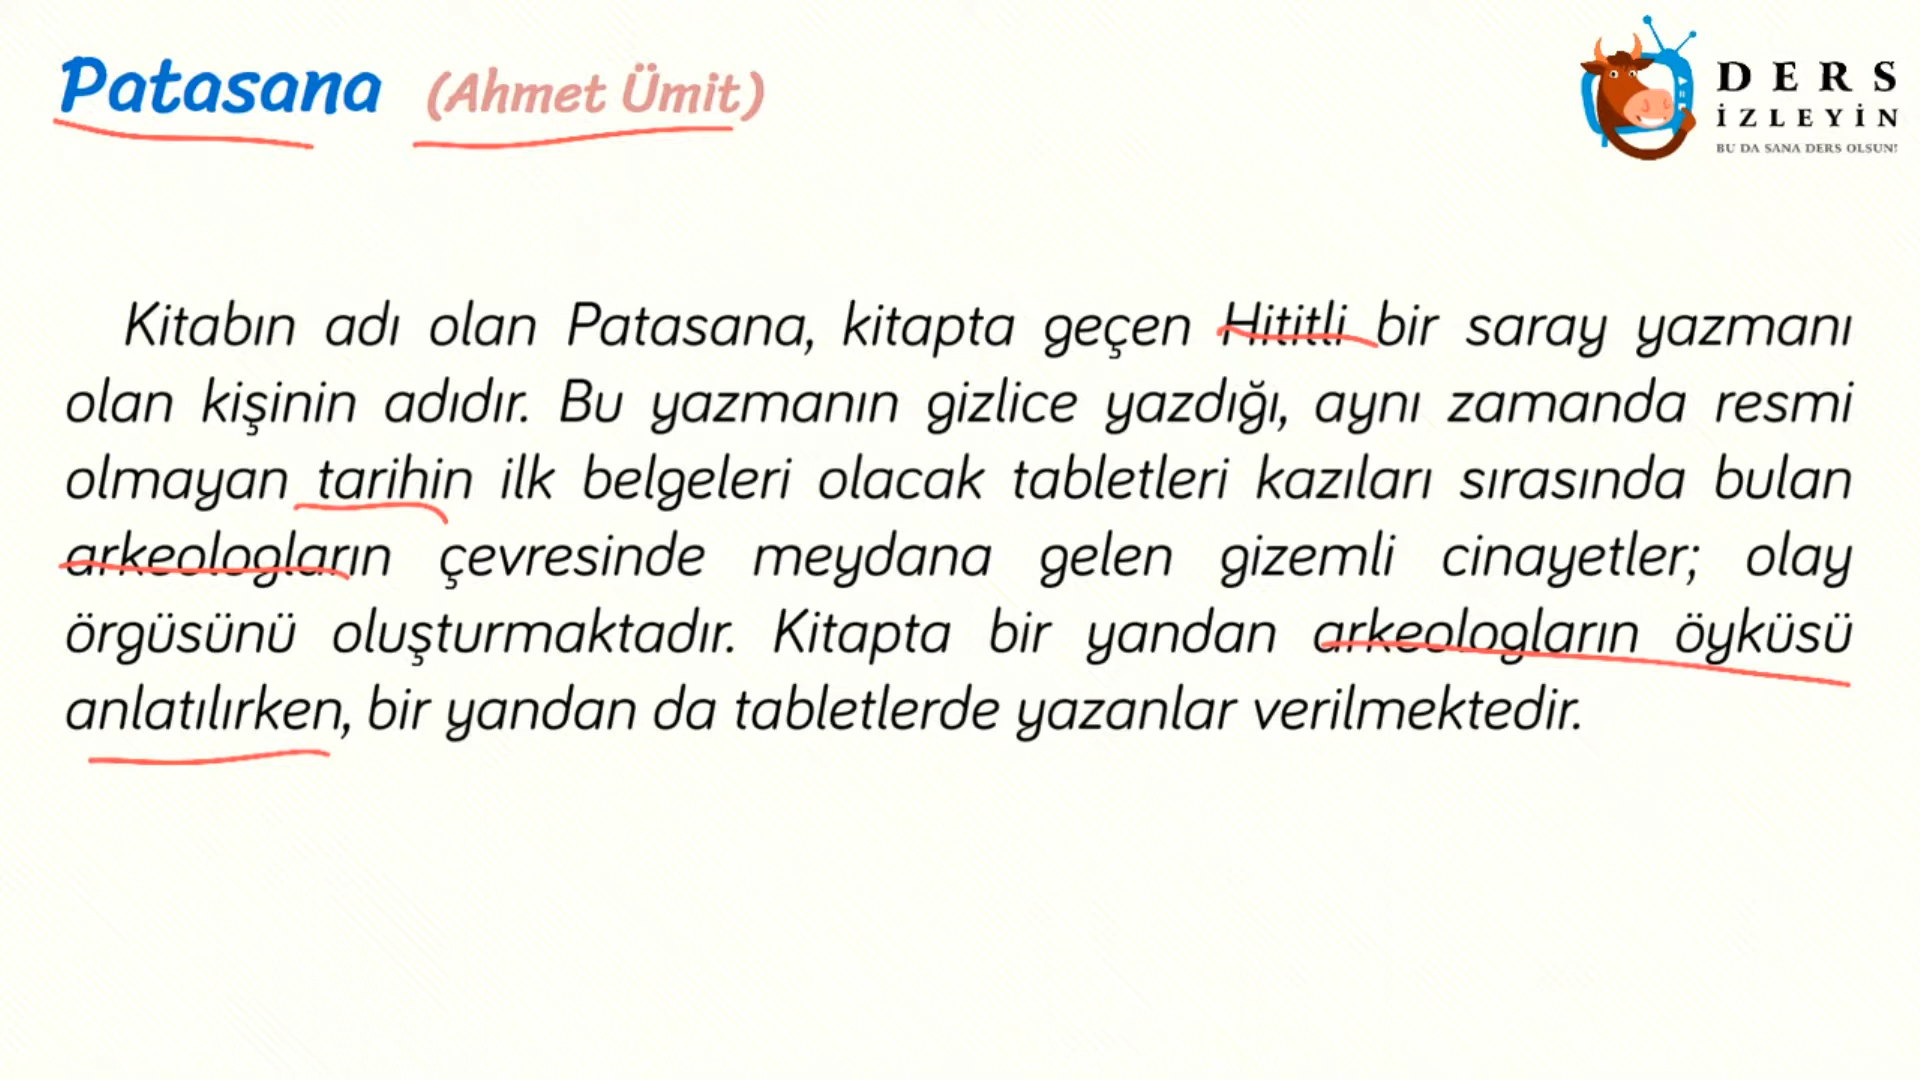 Patasana (Ahmet Ümit)
DERS
İZLEYİN
BU DA SANA DERS OLSUN!
Kitabın adı olan Patasana, kitapta geçen Hititli bir saray yazmanı
olan kişinin adıdır. Bu yazmanın gizlice yazdığı, aynı zamanda resmi
olmayan tarihin ilk belgeleri olacak tabletleri kazıları sırasında bulan
arkeologların çevresinde meydana gelen gizemli cinayetler; olay
örgüsünü oluşturmaktadır. Kitapta bir yandan arkeologların öyküsü
anlatılırken, bir yandan da tabletlerde yazanlar verilmektedir.